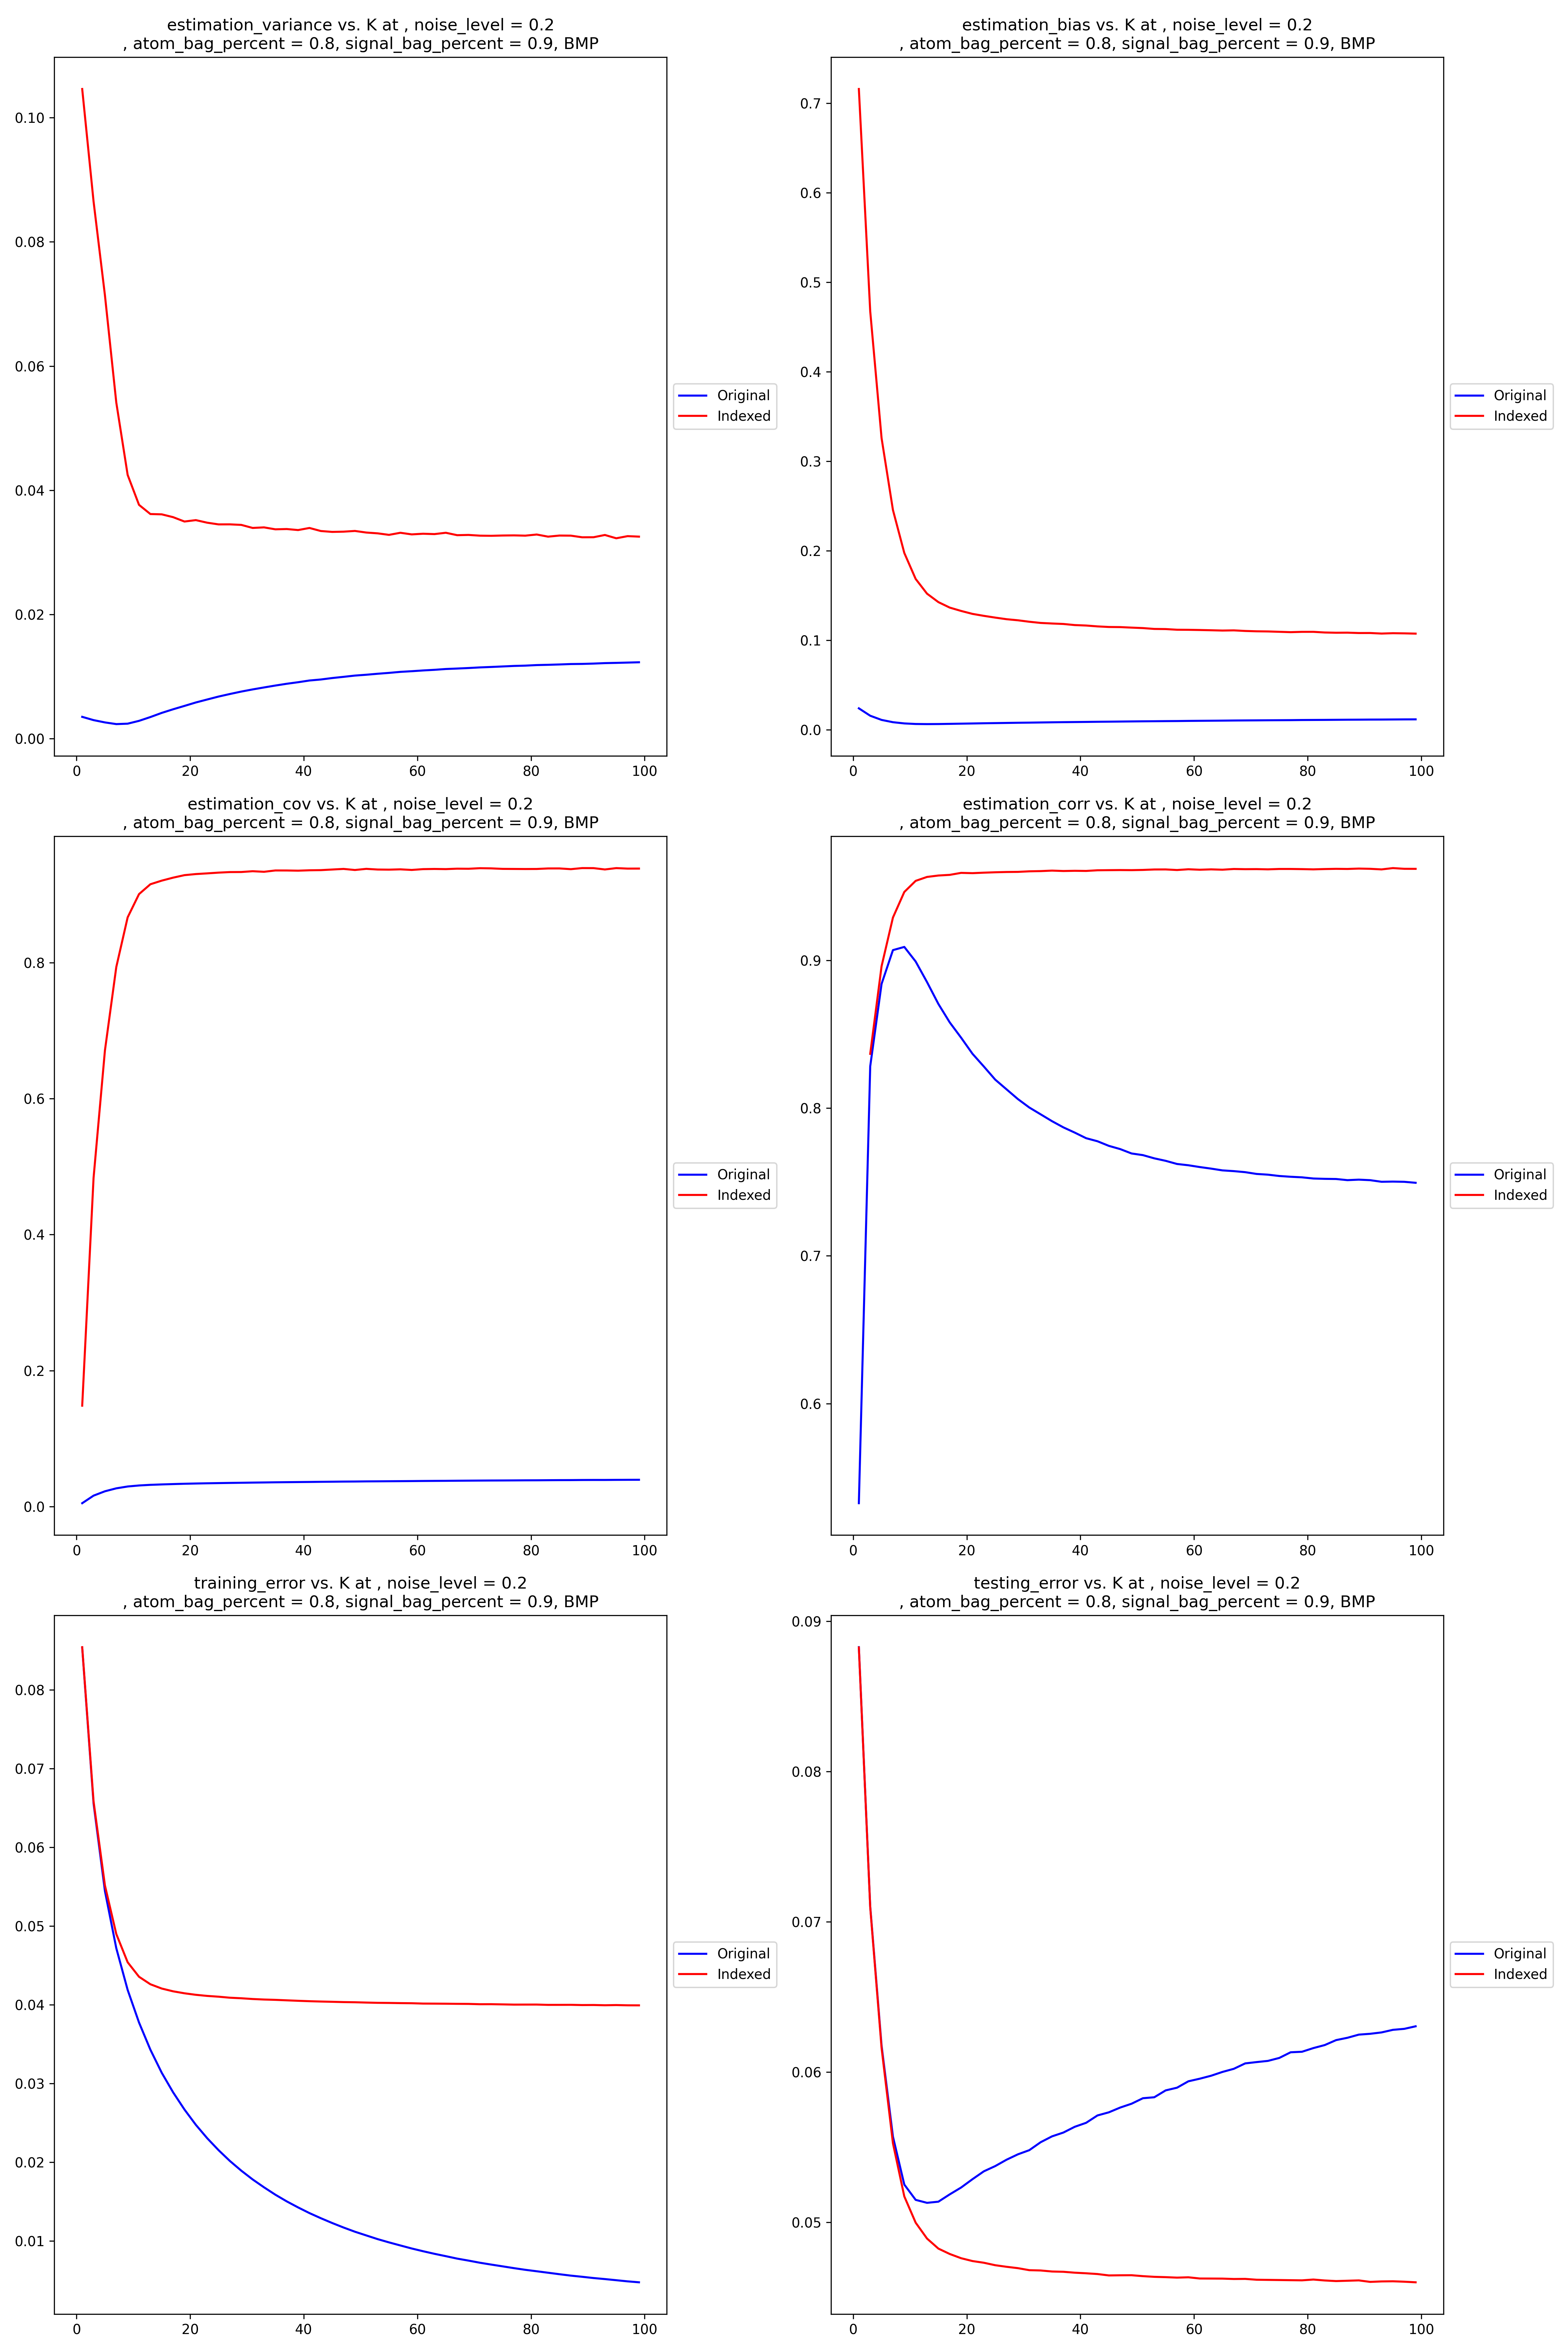 estimation_variance vs. K at , noise_level = 0.2
, atom_bag_percent = 0.8, signal_bag_percent = 0.9, BMP
0.10
0.08
0.06
0.04
0.02
0.00
0 20 40 60 80 100
Original
Indexed
estimation_bias vs. K at , noise_level = 0.2
, atom_bag_percent = 0.8, signal_bag_percent = 0.9, BMP
0.7
0.6
0.5
0.4
0.3
0.2
0.1
0.0
0 20 40 60 80 100
Original
Indexed
estimation_cov vs. K at , noise_level = 0.2
, atom_bag_percent = 0.8, signal_bag_percent = 0.9, BMP
0.8
0.6
0.4
0.2
0.0
0 20 40 60 80 100
Original
Indexed
estimation_corr vs. K at , noise_level = 0.2
, atom_bag_percent = 0.8, signal_bag_percent = 0.9, BMP
0.9
0.8
0.7
0.6
0 20 40 60 80 100
Original
Indexed
training_error vs. K at , noise_level = 0.2
, atom_bag_percent = 0.8, signal_bag_percent = 0.9, BMP
0.08
0.07
0.06
0.05
0.04
0.03
0.02
0.01
0 20 40 60 80 100
Original
Indexed
testing_error vs. K at , noise_level = 0.2
, atom_bag_percent = 0.8, signal_bag_percent = 0.9, BMP
0.09
0.08
0.07
0.06
0.05
0 20 40 60 80 100
Original
Indexed